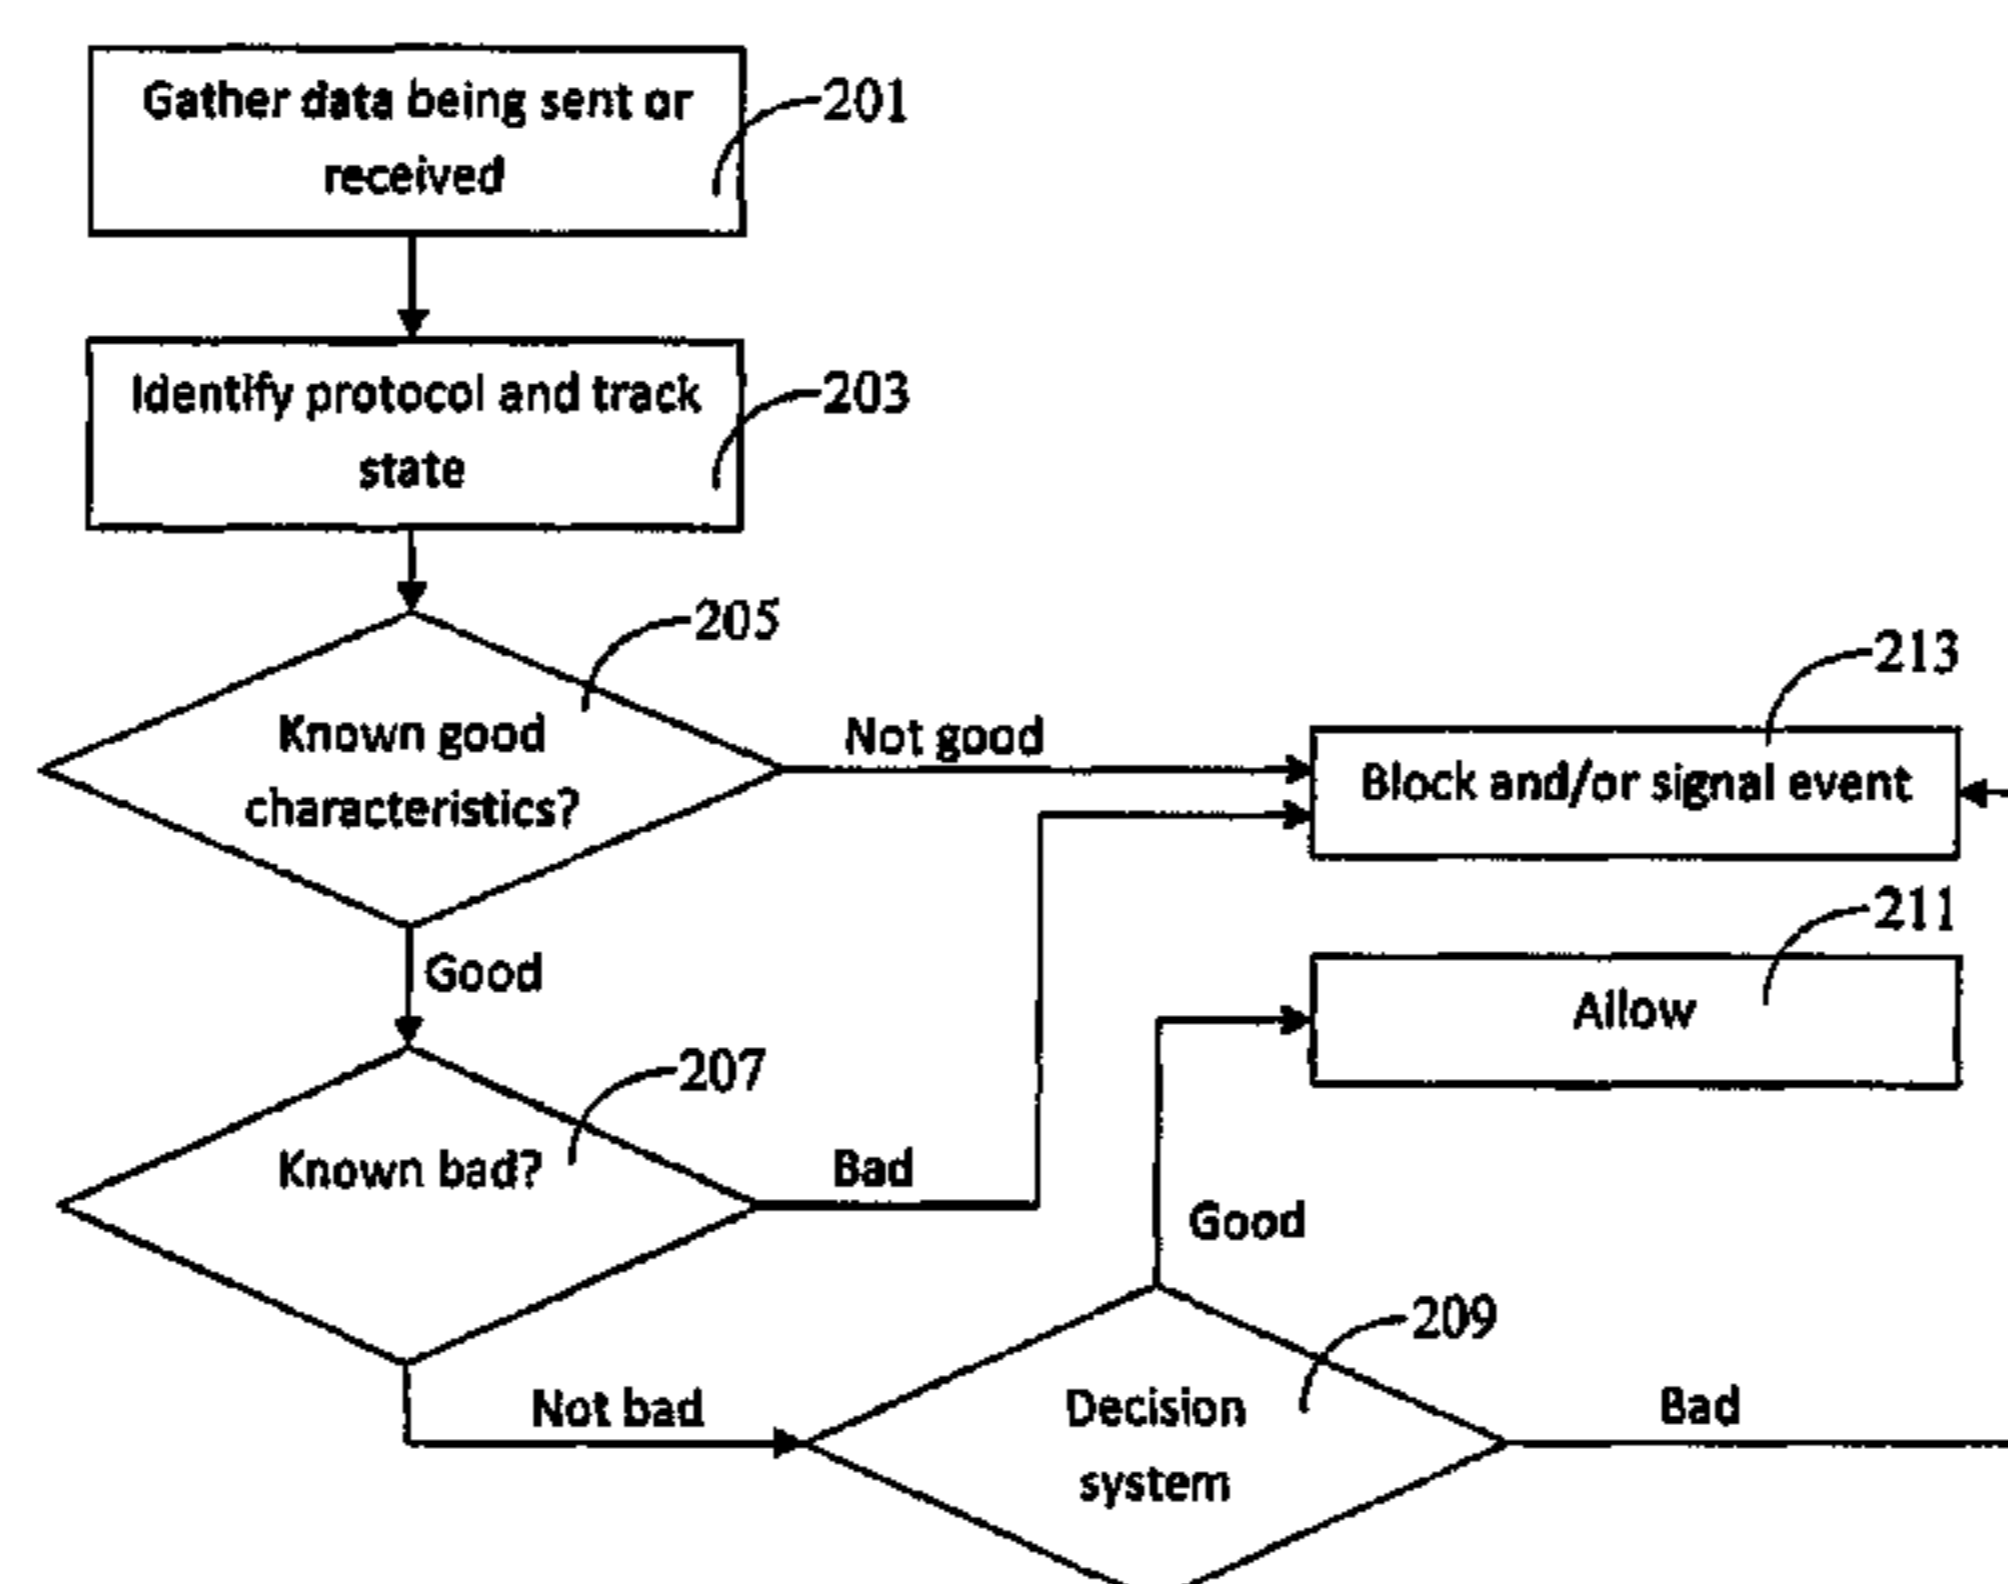 Gather data being sent or
received
201
Identify protocol and track
state
203
205
Known good
characteristics?
Not good
213
Block and/or signal event
211
Allow
Good
207
Known bad?
Bad
Good
209
Not bad
Decision
system
Bad